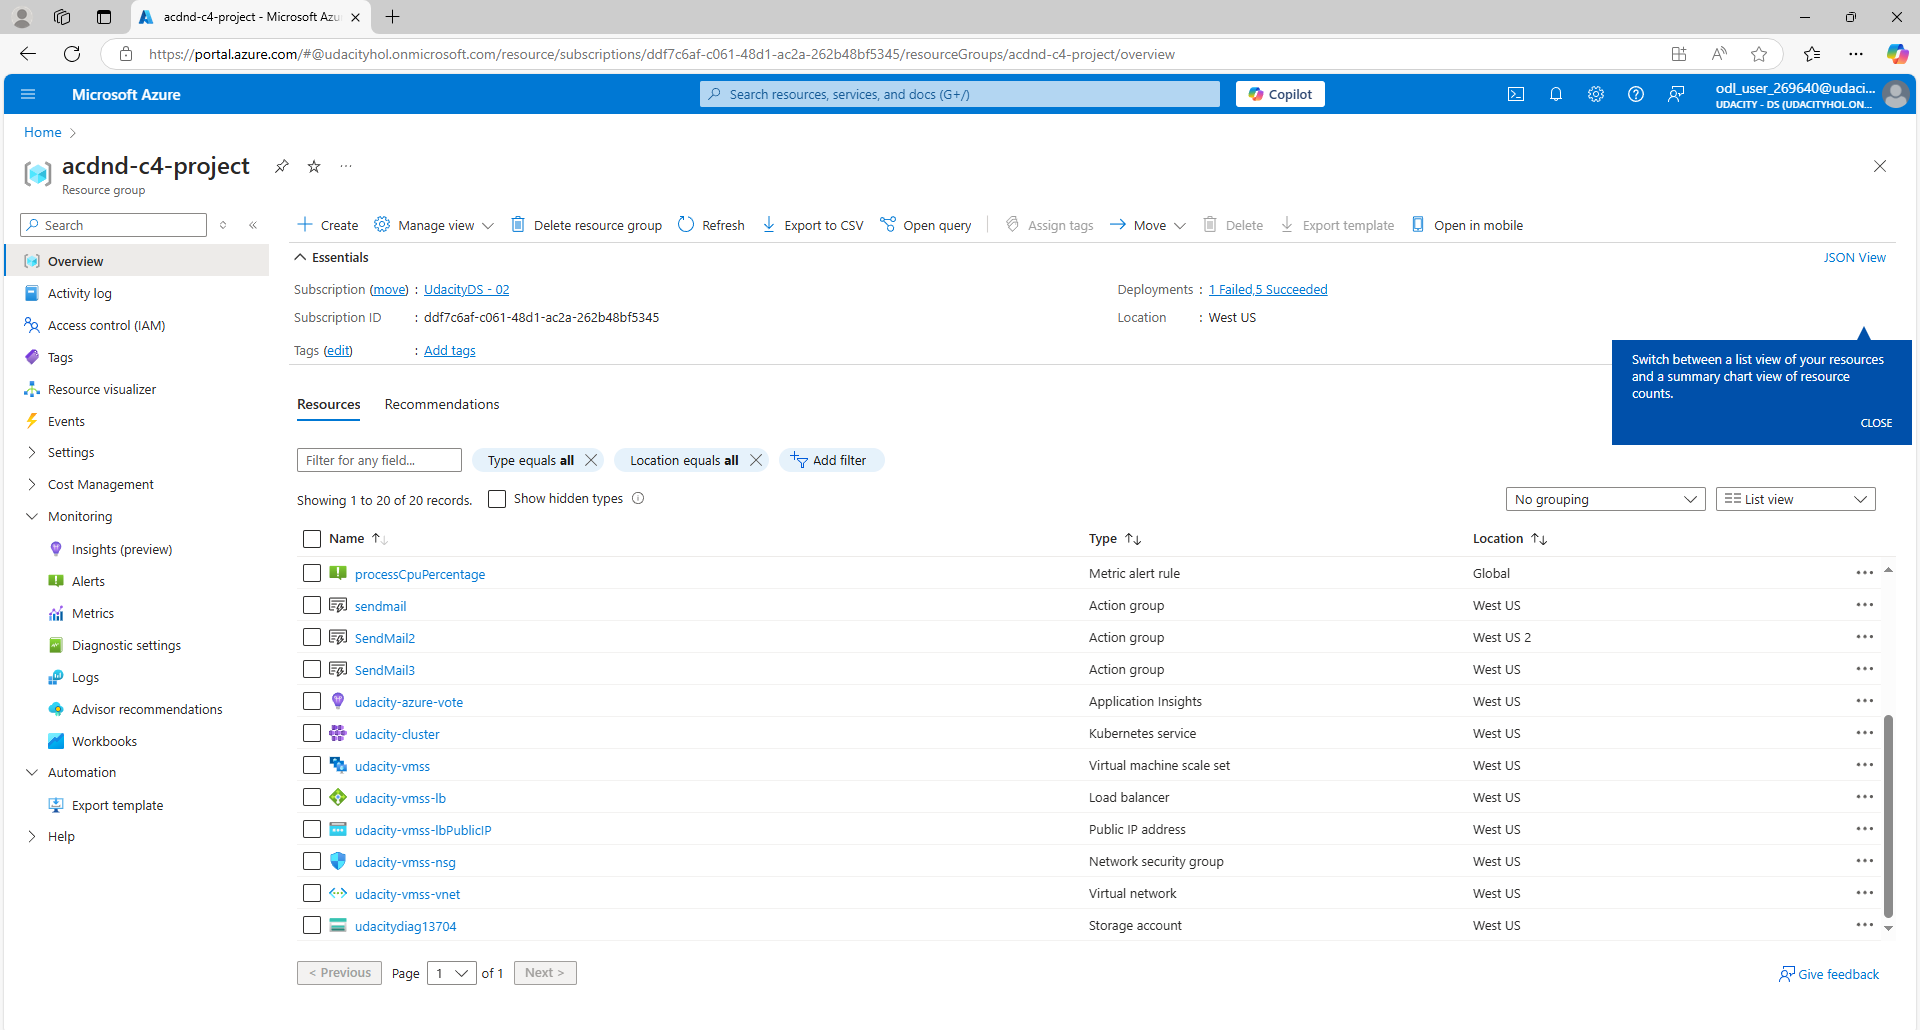 acdnd-c4-project - Microsoft Azu
https://portal.azure.com/#@udacityhol.onmicrosoft.com/resource/subscriptions/ddf7c6af-c061-48d1-ac2a-262b48bf5345/resourceGroups/acdnd-c4-project/overview
Microsoft Azure
Search resources, services, and docs (G+/)
Copilot
odl_user_269640@udaci...
UDACITY - DS (UDACITYHOL.ON...
Home
acdnd-c4-project
Resource group
Search
Overview
Activity log
Access control (IAM)
Tags
Resource visualizer
Events
Settings
Cost Management
Monitoring
Insights (preview)
Alerts
Metrics
Diagnostic settings
Logs
Advisor recommendations
Workbooks
Automation
Export template
Help
Create Manage view Delete resource group Refresh Export to CSV Open query Assign tags Move Delete Export template Open in mobile
Essentials
JSON View
Subscription (move) : UdacityDS - 02
Deployments : 1 Failed,5 Succeeded
Subscription ID : ddf7c6af-c061-48d1-ac2a-262b48bf5345
Location : West US
Tags (edit) : Add tags
Switch between a list view of your resources
and a summary chart view of resource
counts.
CLOSE
Resources Recommendations
Filter for any field... Type equals all Location equals all Add filter
Showing 1 to 20 of 20 records. Show hidden types
No grouping List view
Name Type Location
processCpuPercentage Metric alert rule Global
sendmail Action group West US
SendMail2 Action group West US 2
SendMail3 Action group West US
udacity-azure-vote Application Insights West US
udacity-cluster Kubernetes service West US
udacity-vmss Virtual machine scale set West US
udacity-vmss-lb Load balancer West US
udacity-vmss-lbPublicIP Public IP address West US
udacity-vmss-nsg Network security group West US
udacity-vmss-vnet Virtual network West US
udacitydiag13704 Storage account West US
< Previous Page 1 of 1 Next >
Give feedback